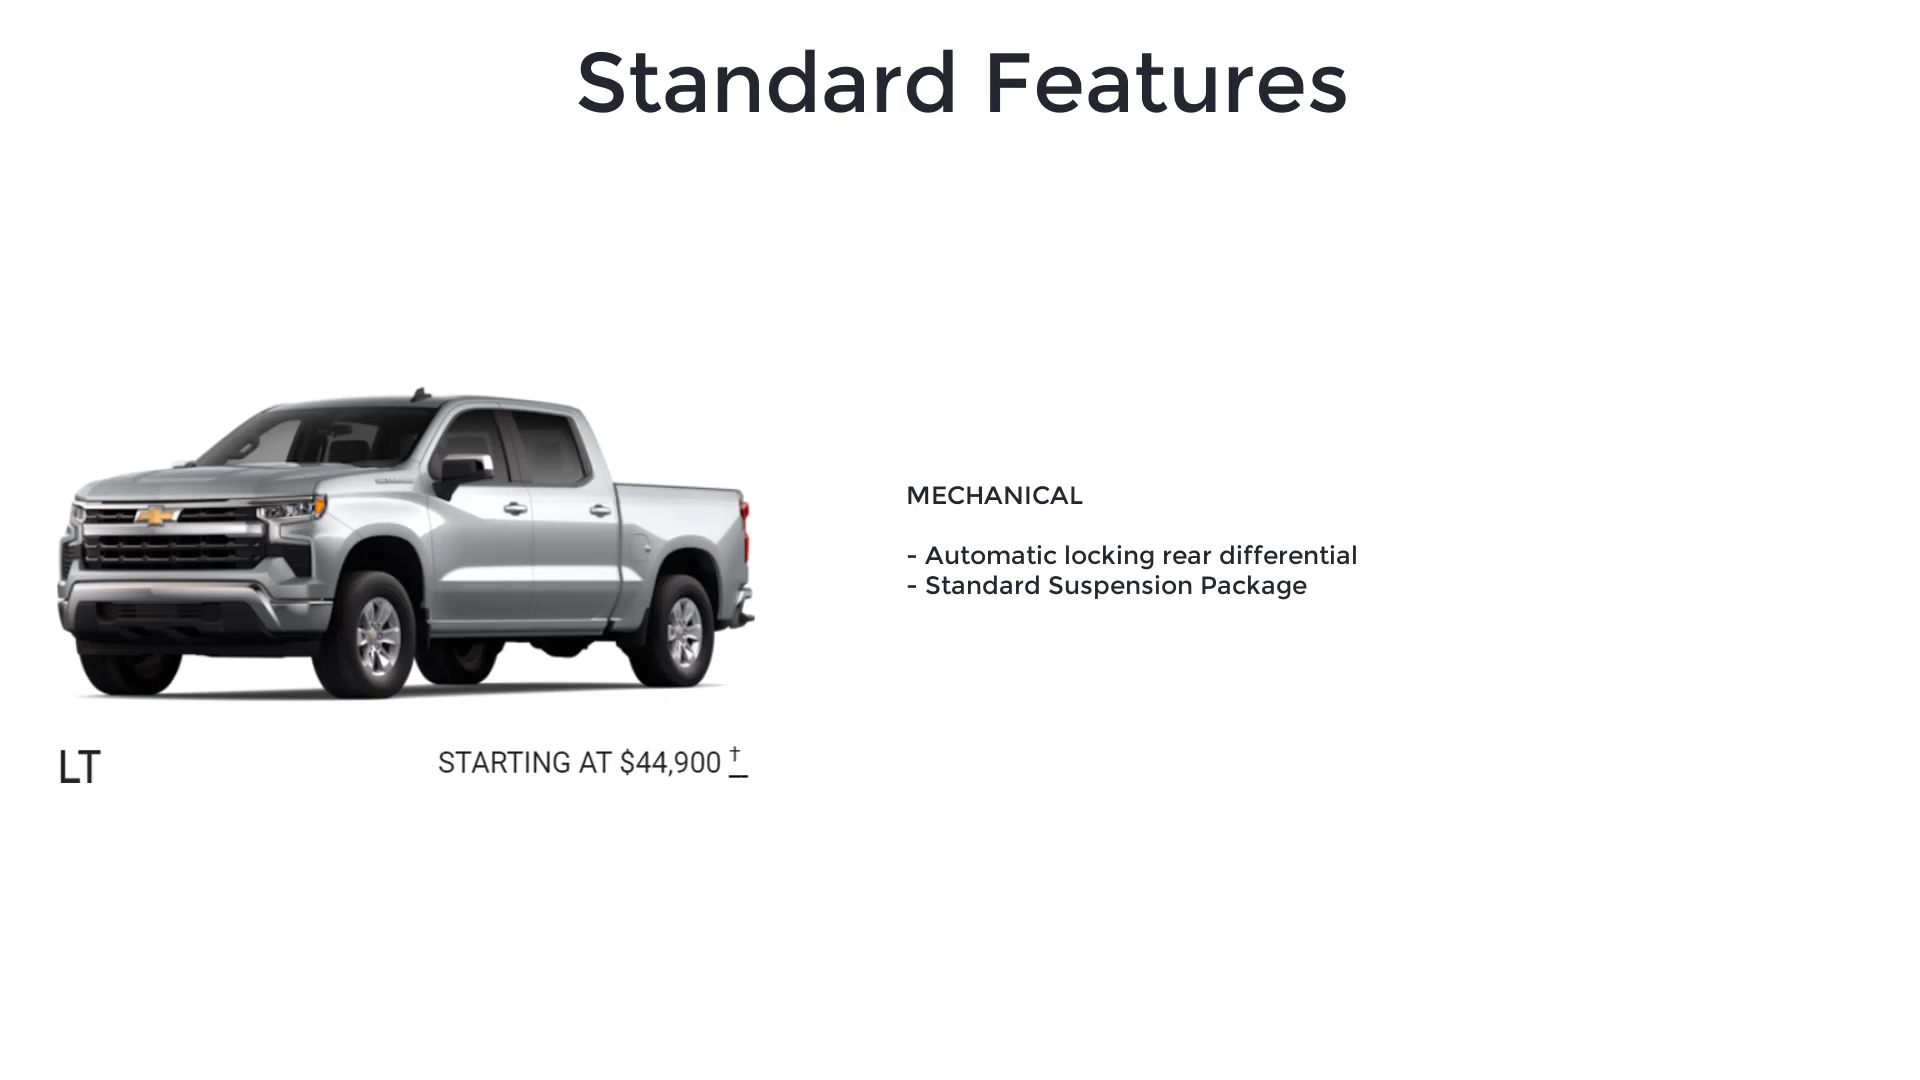 Standard Features
MECHANICAL
- Automatic locking rear differential
- Standard Suspension Package
LT
STARTING AT $44,900 †